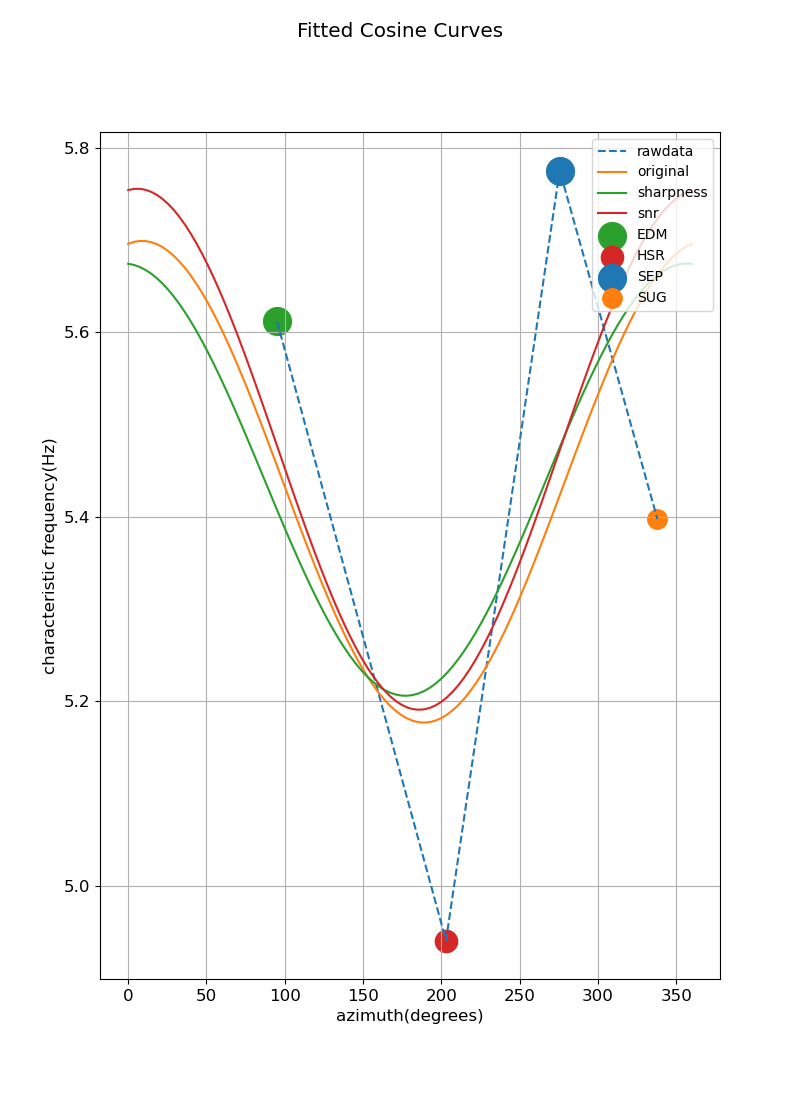 Fitted Cosine Curves
5.8
5.6
5.4
5.2
5.0
characteristic frequency(Hz)
rawdata
original
sharpness
snr
EDM
HSR
SEP
SUG
0 50 100 150 200 250 300 350
azimuth(degrees)